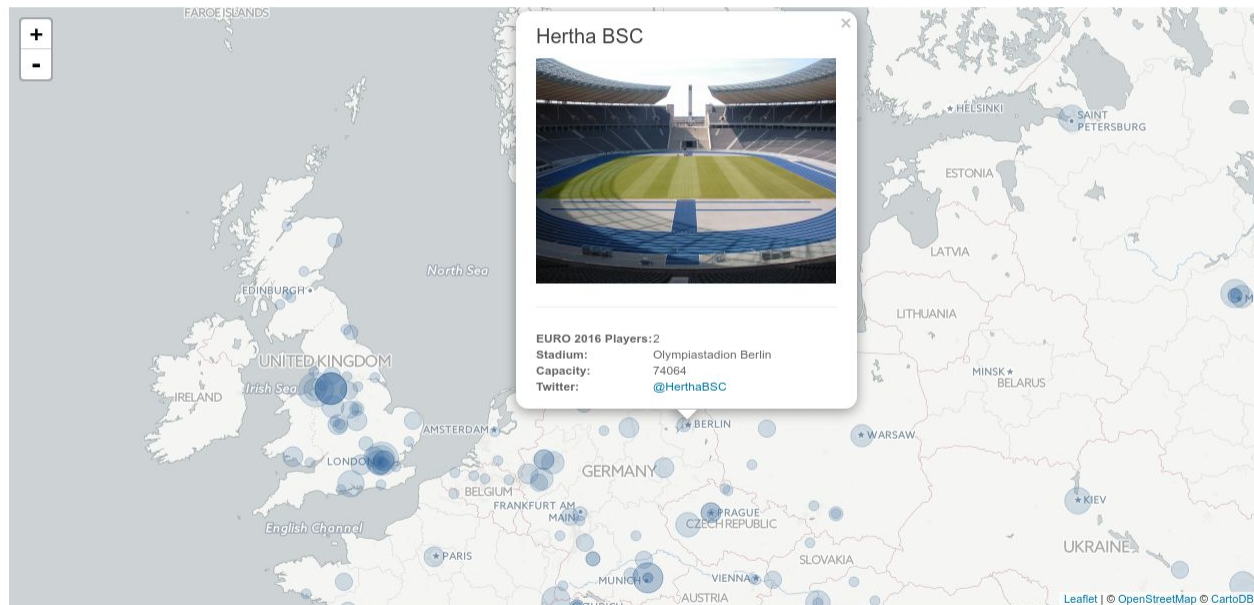 FAROE ISLANDS
+
-
Hertha BSC
×
HELSINKI
SAINT
PETERSBURG
ESTONIA
LATVIA
North Sea
EDINBURGH
LITHUANIA
EURO 2016 Players: 2
Stadium: Olympiastadion Berlin
Capacity: 74064
Twitter: @HerthaBSC
UNITED KINGDOM
MINSK
BELARUS
Irish Sea
IRELAND
AMSTERDAM
BERLIN
WARSAW
LONDON
GERMANY
BELGIUM
KIEV
FRANKFURT AM
MAIN
PRAGUE
CZECH REPUBLIC
English Channel
UKRAINE
PARIS
SLOVAKIA
MUNICH
VIENNA
AUSTRIA
ZURICH
Leaflet | © OpenStreetMap © CartoDB